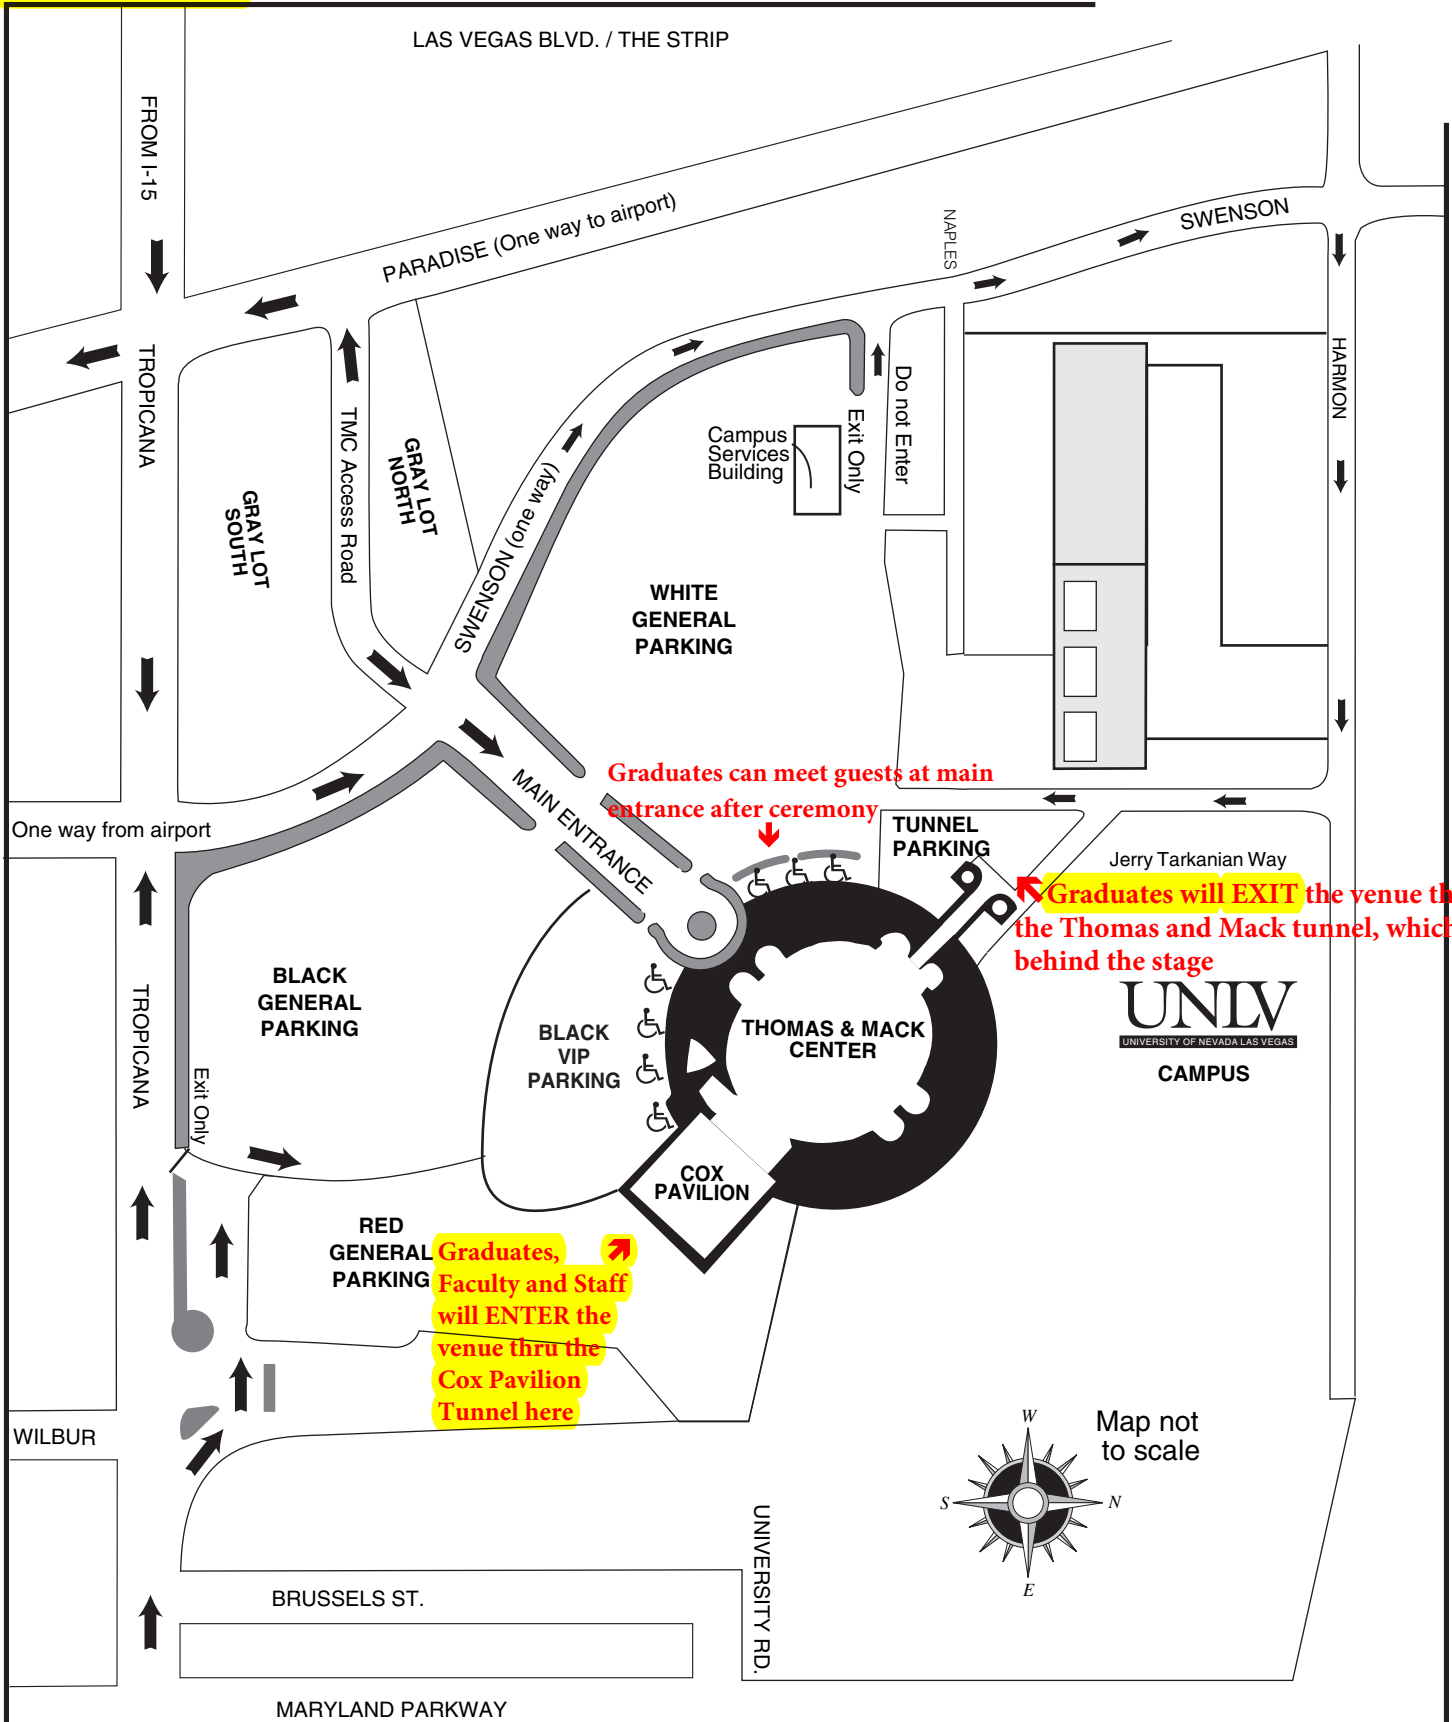 LAS VEGAS BLVD. / THE STRIP
FROM I-15
PARADISE (One way to airport)
NAPLES
SWENSON
TROPICANA
TMC Access Road
GRAY LOT
NORTH
GRAY LOT
SOUTH
SWENSON (one way)
Campus
Services
Building
Exit Only
Do not Enter
HARMON
WHITE
GENERAL
PARKING
Graduates can meet guests at main
entrance after ceremony
MAIN ENTRANCE
One way from airport
TUNNEL
PARKING
Jerry Tarkanian Way
Graduates will EXIT the venue th
the Thomas and Mack tunnel, whic
behind the stage
BLACK
GENERAL
PARKING
BLACK
VIP
PARKING
THOMAS & MACK
CENTER
UNLV
UNIVERSITY OF NEVADA LAS VEGAS
CAMPUS
TROPICANA
Exit Only
COX
PAVILION
RED
GENERAL
PARKING
Graduates,
Faculty and Staff
will ENTER the
venue thru the
Cox Pavilion
Tunnel here
WILBUR
W
S
N
E
Map not
to scale
UNIVERSITY RD.
BRUSSELS ST.
MARYLAND PARKWAY